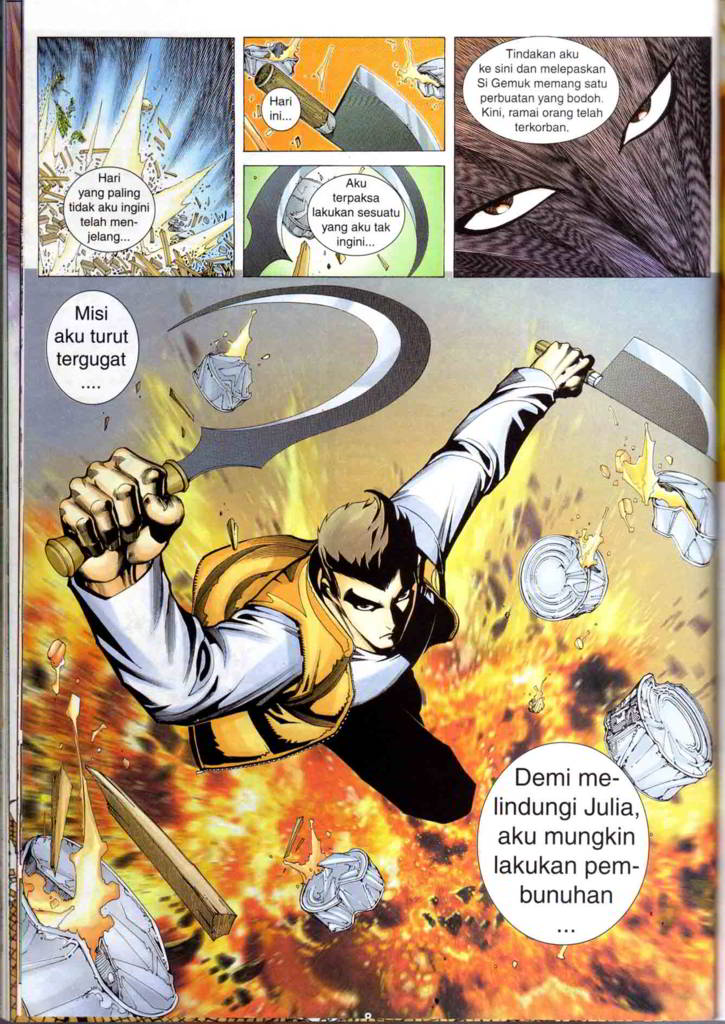 Hari
yang paling
tidak aku ingini
telah men-
jelang...
Hari
ini...
Aku
terpaksa
lakukan sesuatu
yang aku tak
ingini...
Tindakan aku
ke sini dan melepaskan
Si Gemuk memang satu
perbuatan yang bodoh.
Kini, ramai orang telah
terkorban.
Misi
aku turut
tergugat
....
Demi me-
lindungi Julia,
aku mungkin
lakukan pem-
bunuhan
...
8